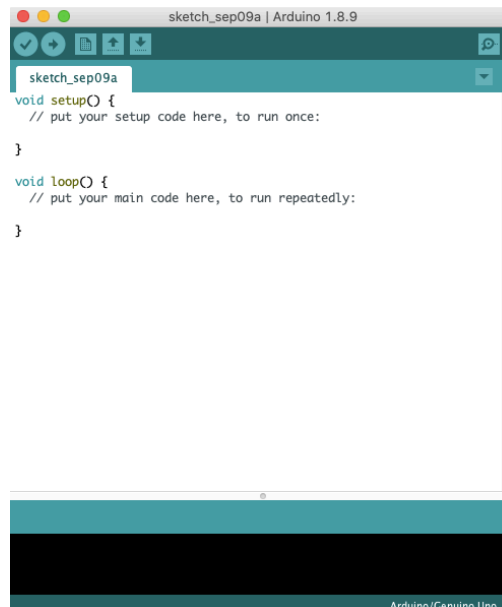 sketch_sep09a | Arduino 1.8.9
sketch_sep09a
void setup() {
  // put your setup code here, to run once:
}
void loop() {
  // put your main code here, to run repeatedly:
}
Arduino/Genuino Uno